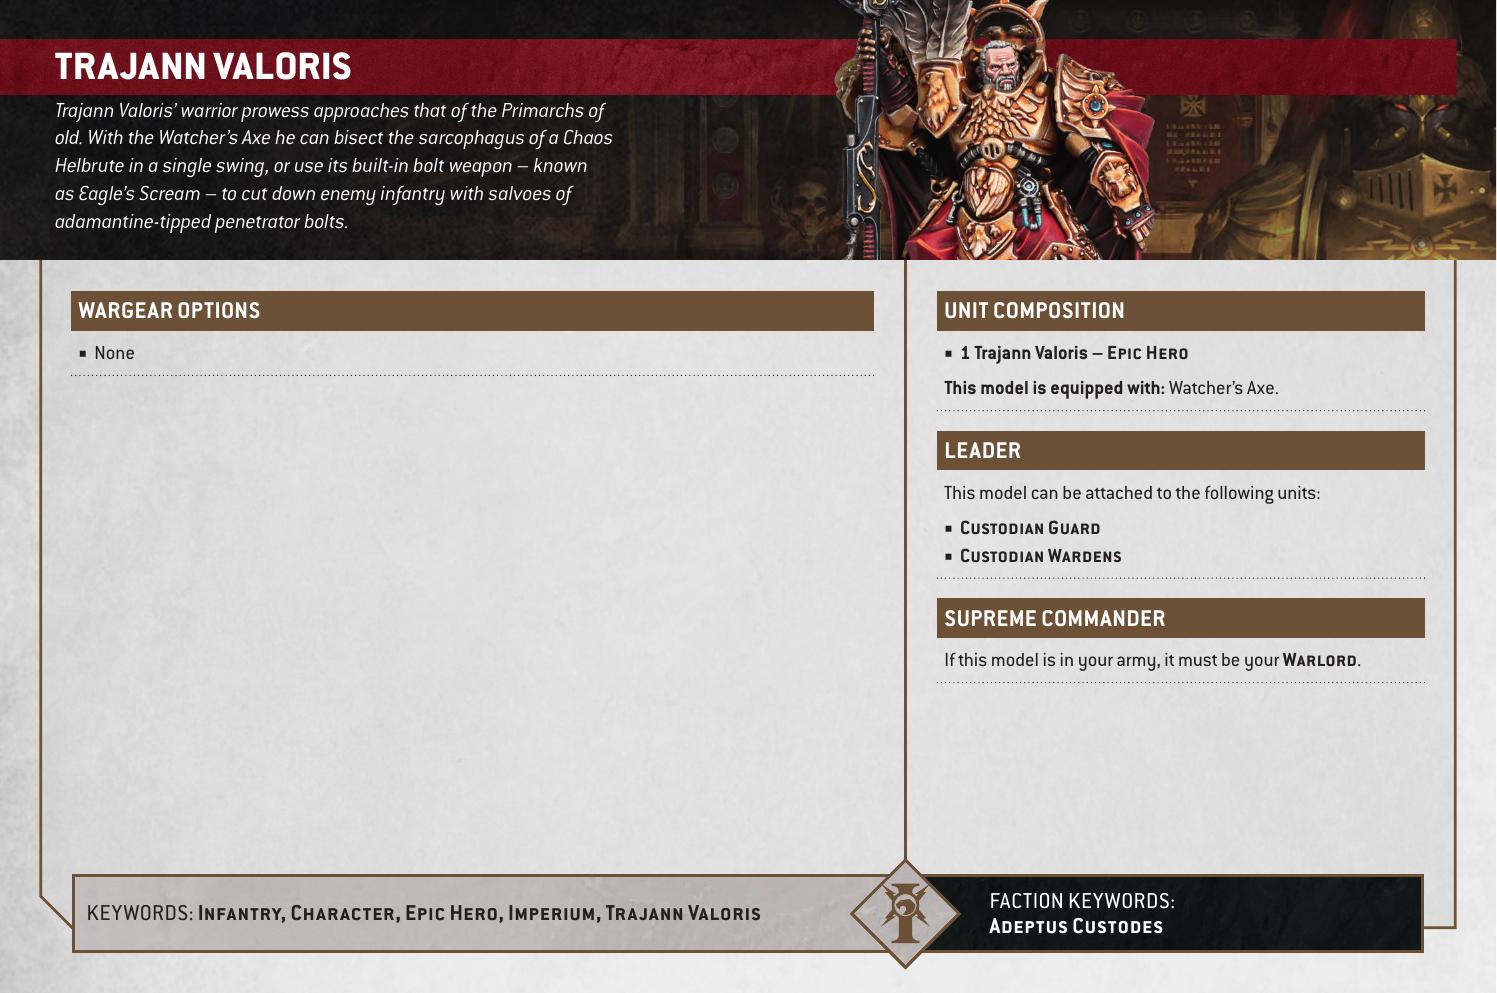 TRAJANN VALORIS
Trajann Valoris’ warrior prowess approaches that of the Primarchs of
old. With the Watcher’s Axe he can bisect the sarcophagus of a Chaos
Helbrute in a single swing, or use its built-in bolt weapon – known
as Eagle’s Scream – to cut down enemy infantry with salvoes of
adamantine-tipped penetrator bolts.
WARGEAR OPTIONS
▪ None
UNIT COMPOSITION
▪ 1 Trajann Valoris – Epic Hero
This model is equipped with: Watcher’s Axe.
LEADER
This model can be attached to the following units:
▪ Custodian Guard
▪ Custodian Wardens
SUPREME COMMANDER
If this model is in your army, it must be your Warlord.
KEYWORDS: Infantry, Character, Epic Hero, Imperium, Trajann Valoris
FACTION KEYWORDS:
Adeptus Custodes